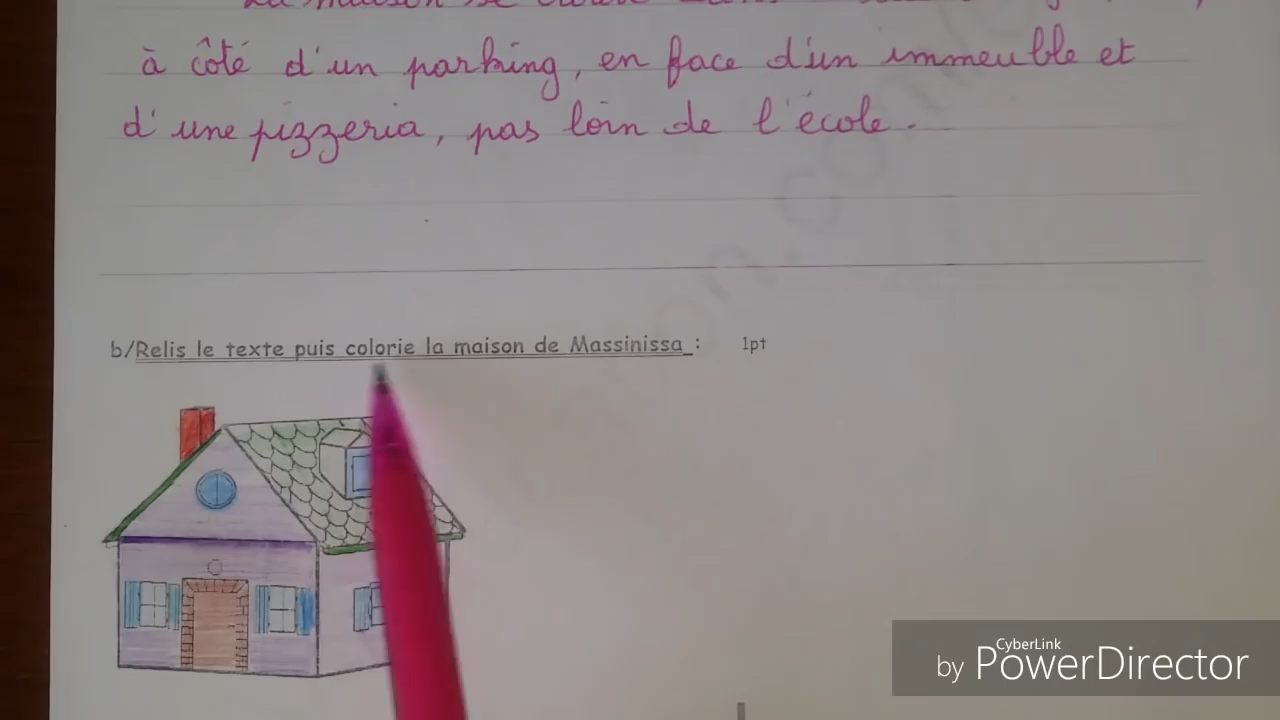 à côté d'un parking, en face d'un immeuble et
d'une pizzeria, pas loin de l'école.
b/Relis le texte puis colorie la maison de Massinissa : 1pt
CyberLink
by PowerDirector